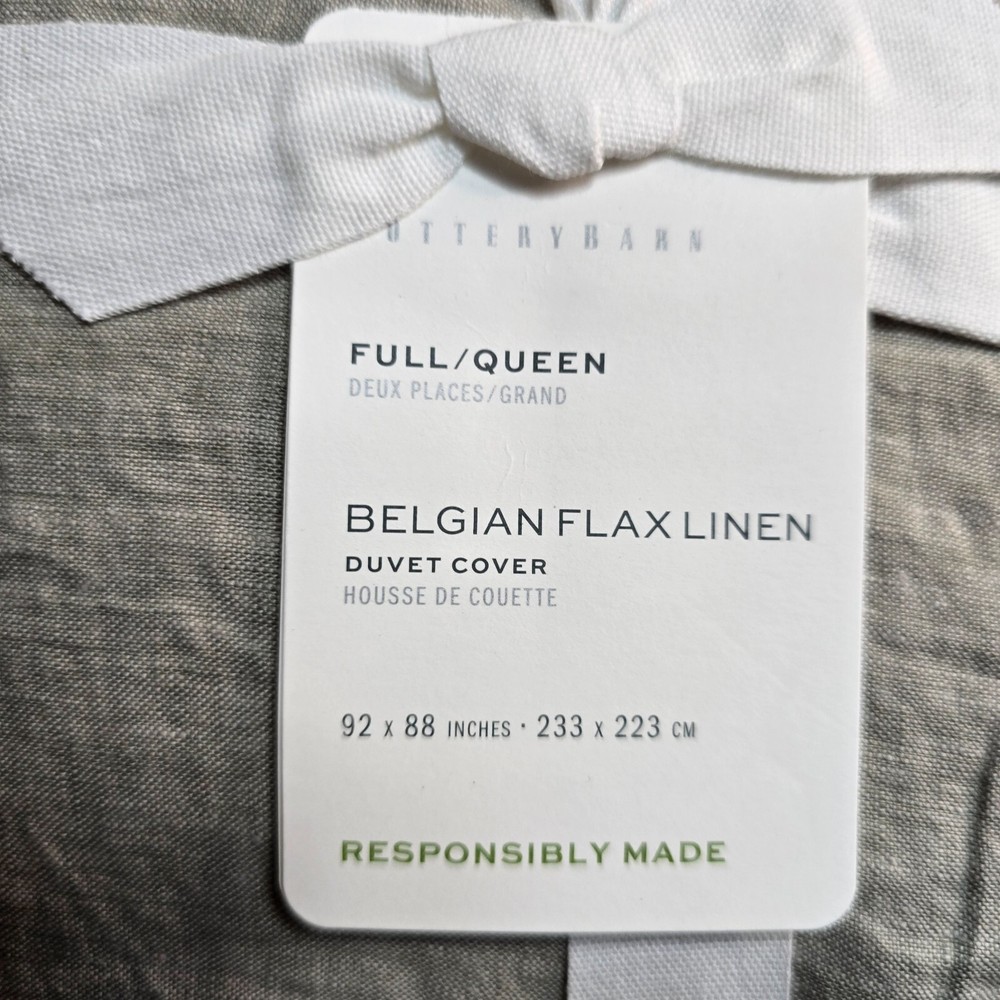 OTTERYBARN
FULL/QUEEN
DEUX PLACES/GRAND
BELGIAN FLAX LINEN
DUVET COVER
HOUSSE DE COUETTE
92 x 88 INCHES · 233 x 223 CM
RESPONSIBLY MADE